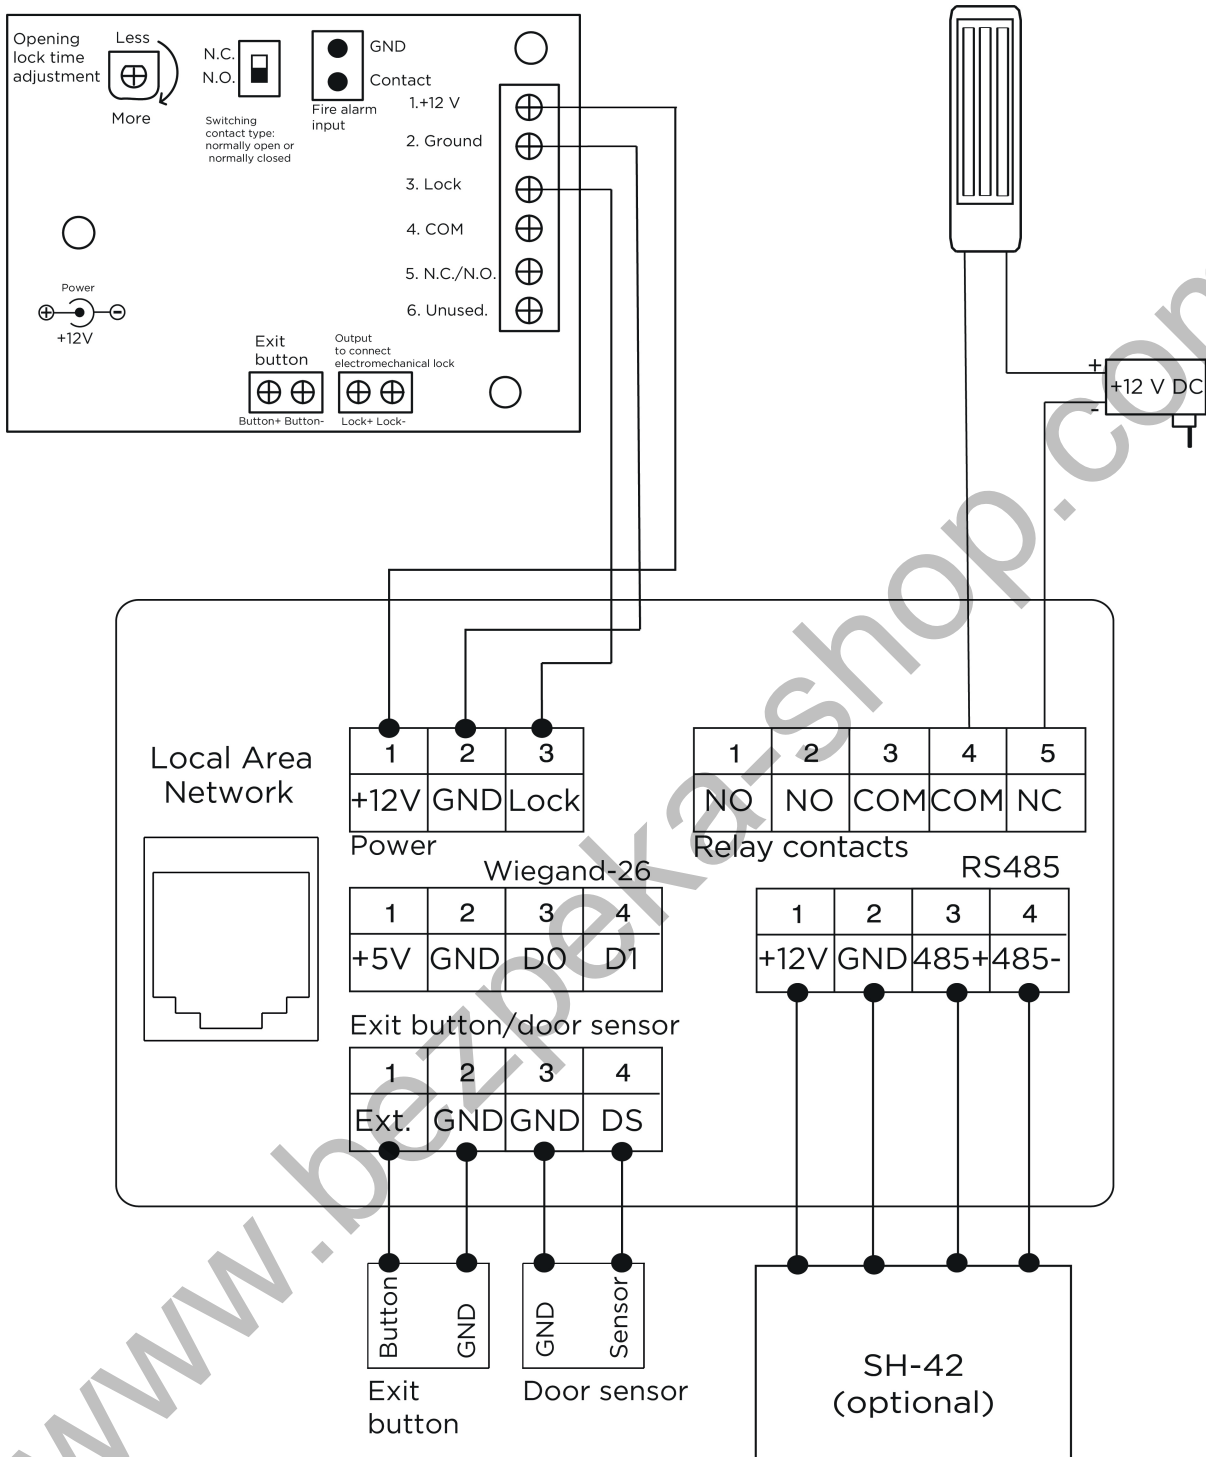 Opening
lock time
adjustment
Less
More
N.C.
N.O.
Switching
contact type:
normally open or
normally closed
GND
Contact
Fire alarm
input
1.+12 V
2. Ground
3. Lock
4. COM
5. N.C./N.O.
6. Unused.
Power
+12V
Exit
button
Button+ Button-
Output
to connect
electromechanical lock
Lock+ Lock-
+
+12 V DC
-
Local Area
Network
1 2 3
+12V GND Lock
Power
1 2 3 4 5
NO NO COM COM NC
Relay contacts
Wiegand-26
1 2 3 4
+5V GND D0 D1
RS485
1 2 3 4
+12V GND 485+ 485-
Exit button/door sensor
1 2 3 4
Ext. GND GND DS
Button
GND
Exit
button
GND
Sensor
Door sensor
SH-42
(optional)
www.bezpeka-shop.com